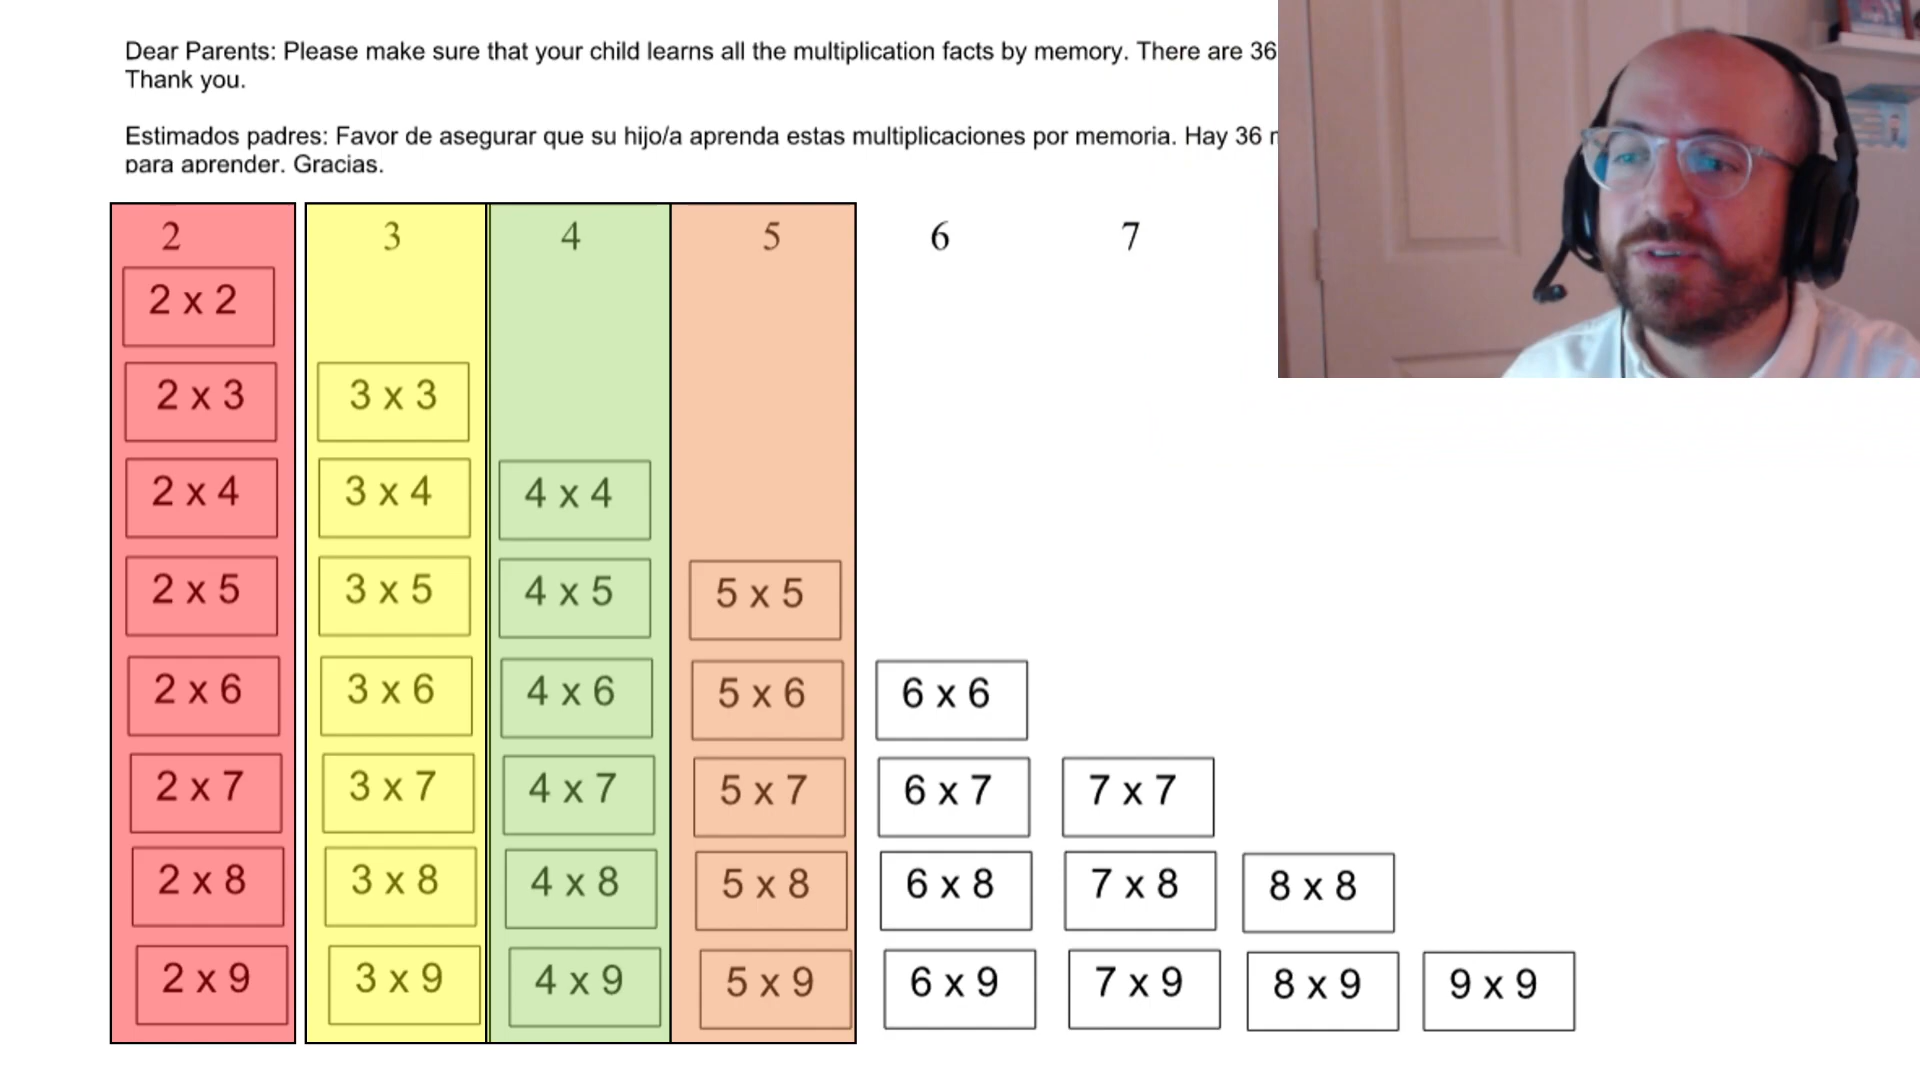 Dear Parents: Please make sure that your child learns all the multiplication facts by memory. There are 36
Thank you.
Estimados padres: Favor de asegurar que su hijo/a aprenda estas multiplicaciones por memoria. Hay 36
para aprender. Gracias.
2 3 4 5 6 7
2 x 2
2 x 3 3 x 3
2 x 4 3 x 4 4 x 4
2 x 5 3 x 5 4 x 5 5 x 5
2 x 6 3 x 6 4 x 6 5 x 6 6 x 6
2 x 7 3 x 7 4 x 7 5 x 7 6 x 7 7 x 7
2 x 8 3 x 8 4 x 8 5 x 8 6 x 8 7 x 8 8 x 8
2 x 9 3 x 9 4 x 9 5 x 9 6 x 9 7 x 9 8 x 9 9 x 9